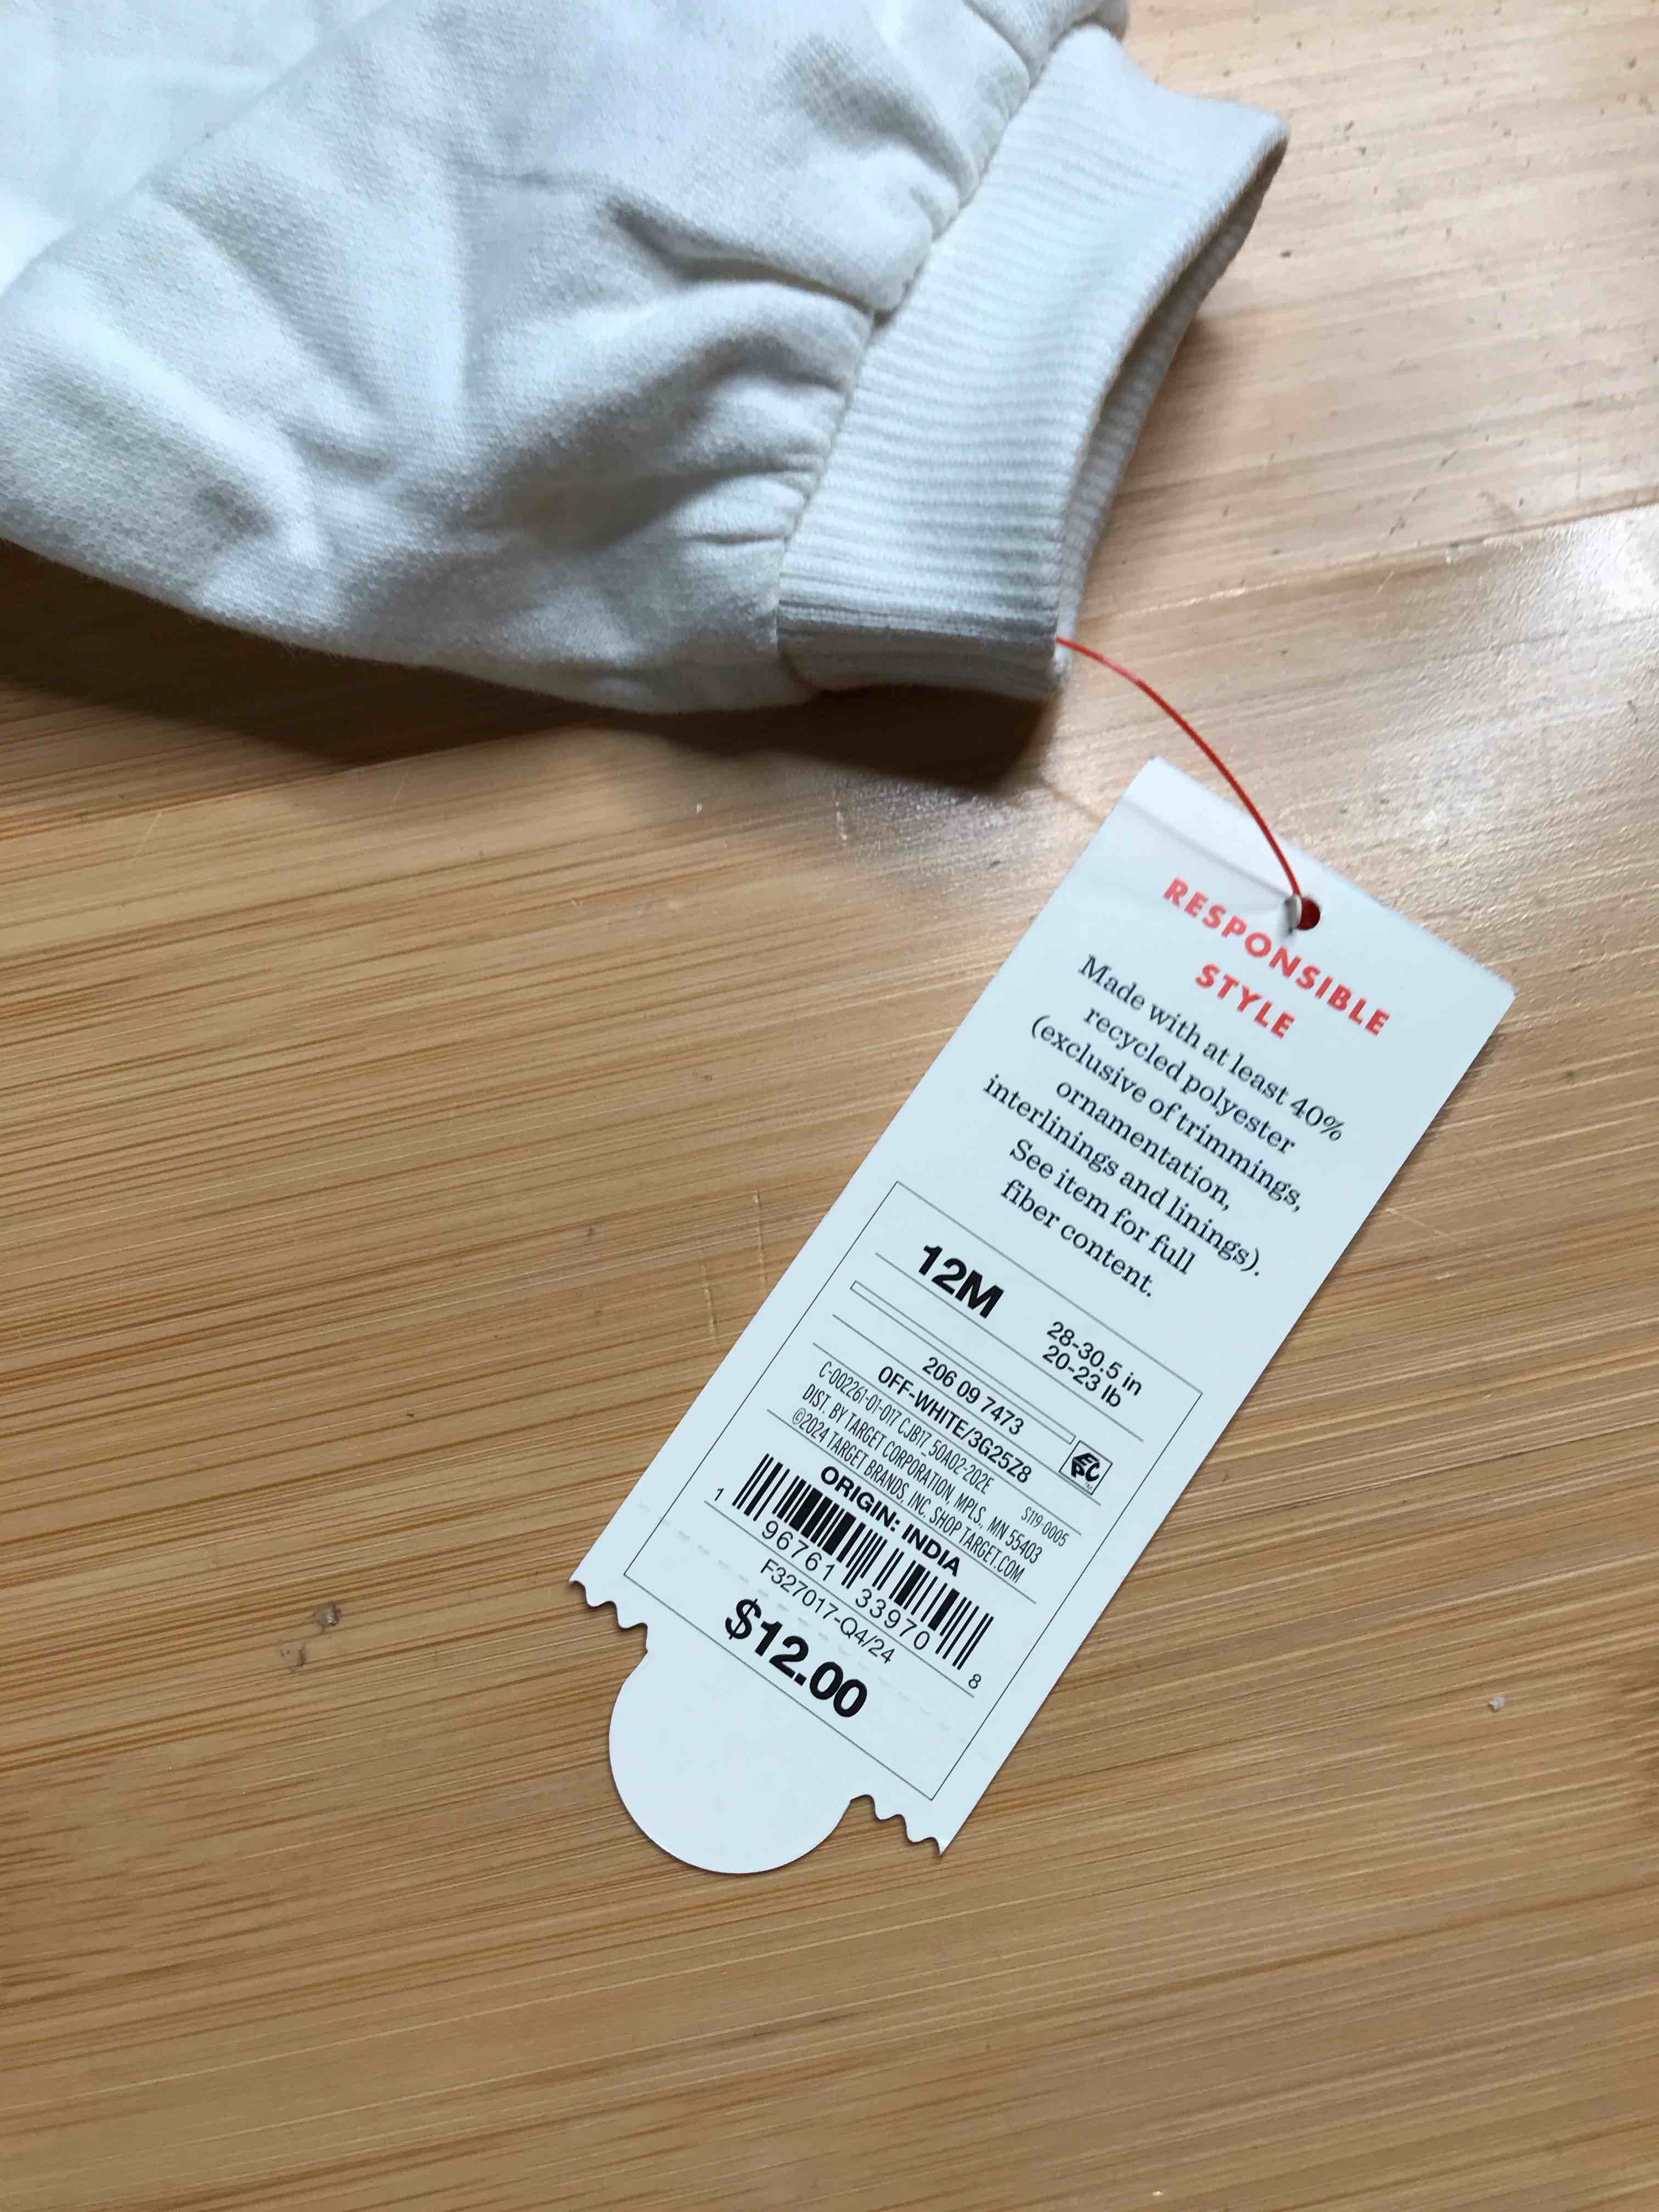 RESPONSIBLE
STYLE
Made with at least 40%
recycled polyester
(exclusive of trimmings,
ornamentation,
interlinings and linings).
See item for full
fiber content.
12M
28-30.5 in
20-23 lb
206 09 7473
OFF-WHITE/3G25Z8
C-002261-01-017 CJB17_50A02-202E S119-0005
DIST. BY TARGET CORPORATION, MPLS., MN 55403
©2024 TARGET BRANDS, INC. SHOP TARGET.COM
ORIGIN: INDIA
1 96761 33970 8
F327017-Q4/24
$12.00